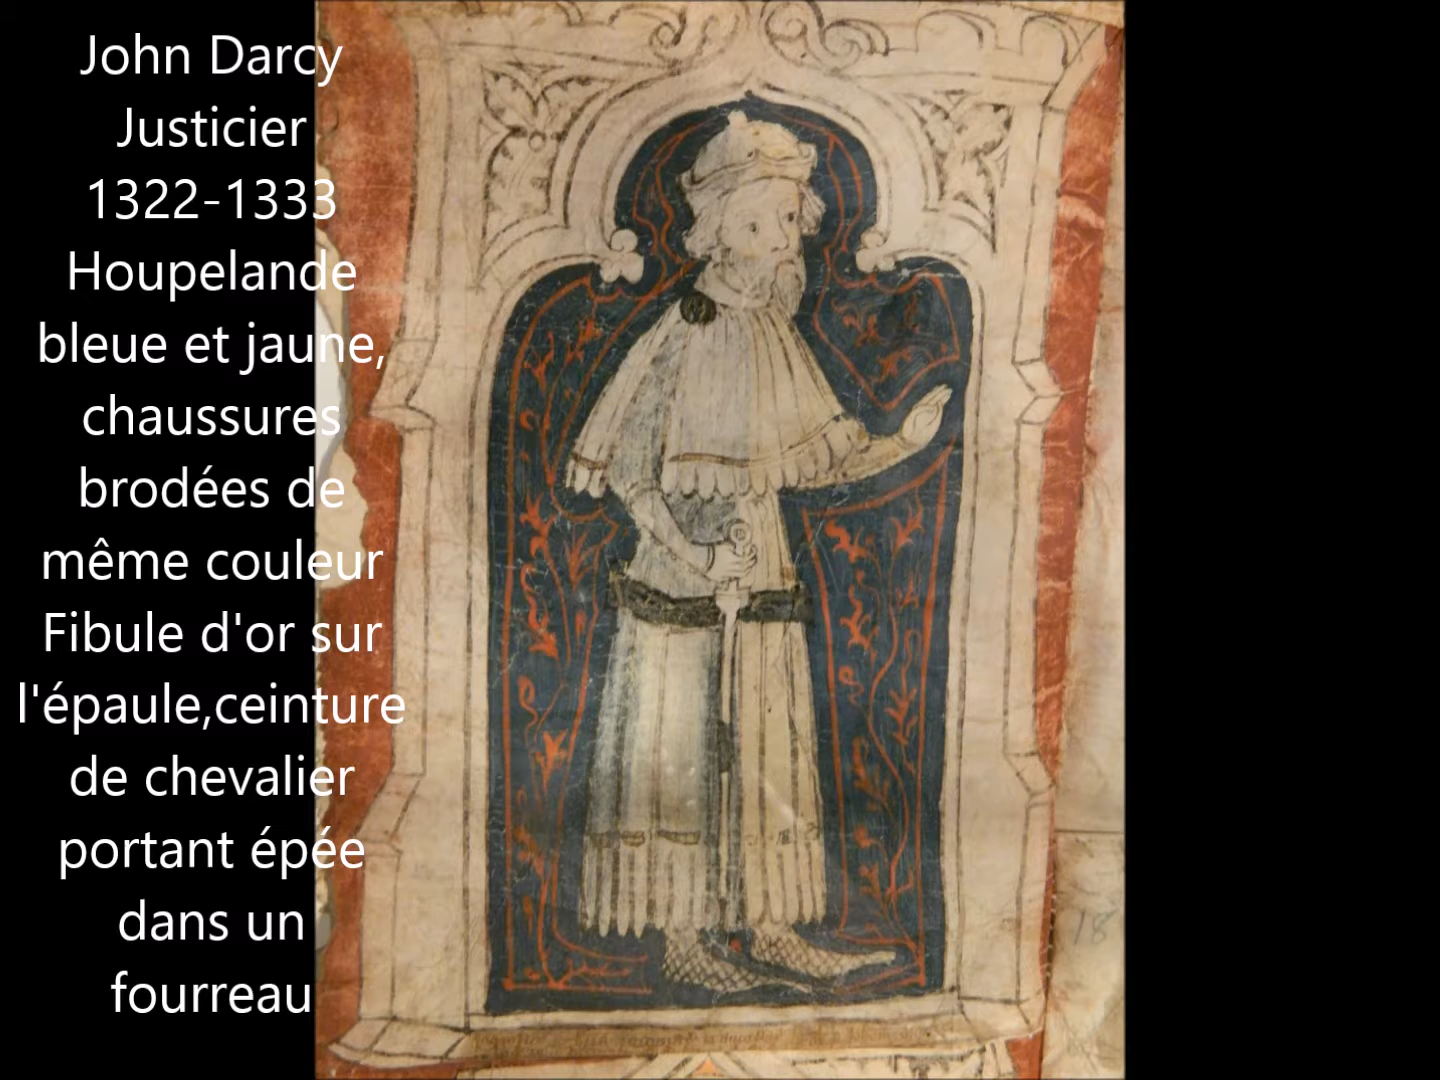 John Darcy
Justicier
1322-1333
Houpelande
bleue et jaune,
chaussures
brodées de
même couleur
Fibule d'or sur
l'épaule,ceinture
de chevalier
portant épée
dans un
fourreau
18